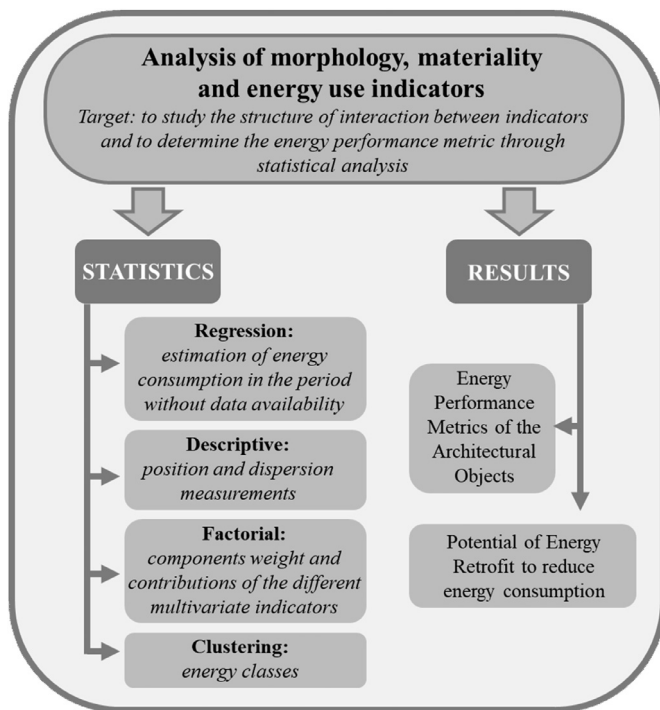 Analysis of morphology, materiality
and energy use indicators
Target: to study the structure of interaction between indicators
and to determine the energy performance metric through
statistical analysis
STATISTICS
Regression:
estimation of energy
consumption in the period
without data availability
Descriptive:
position and dispersion
measurements
Factorial:
components weight and
contributions of the different
multivariate indicators
Clustering:
energy classes
RESULTS
Energy
Performance
Metrics of the
Architectural
Objects
Potential of Energy
Retrofit to reduce
energy consumption